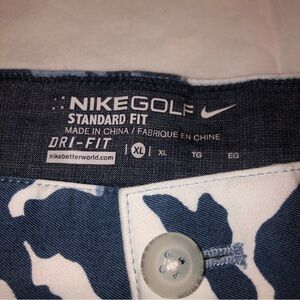 NIKEGOLF
STANDARD FIT
MADE IN CHINA / FABRIQUÉ EN CHINE
DRI-FIT XL XL TG EG
nikebetterworld.com